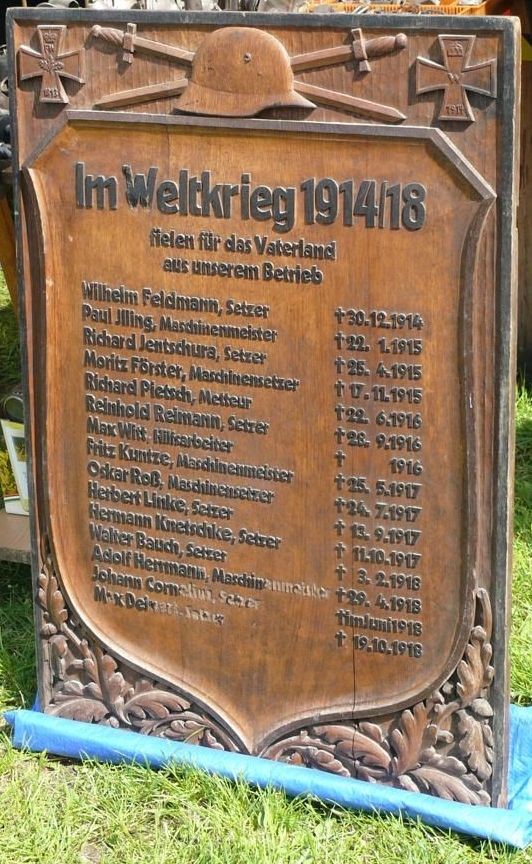 1813
W
1914
Im Weltkrieg 1914/18
fielen für das Vaterland
aus unserem Betrieb
Wilhelm Feldmann, Setzer †30.12.1914
Paul Jlling, Maschinenmeister †22. 1.1915
Richard Jentschura, Setzer †25. 4.1915
Moritz Förster, Maschinensetzer †17.11.1915
Richard Pietsch, Metteur †22. 6.1916
Reinhold Reimann, Setzer †28. 9.1916
Max Witt, Hilfsarbeiter † 1916
Fritz Kuntze, Maschinenmeister †25. 5.1917
Oskar Roß, Maschinensetzer †24. 7.1917
Herbert Linke, Setzer †13. 9.1917
Hermann Knetschke, Setzer †11.10.1917
Walter Bauch, Setzer † 3. 2.1918
Adolf Herrmann, Maschinenmeister †29. 4.1918
Johann Cornelius, Setzer †im Juni 1918
Max Setzer † 19.10.1918